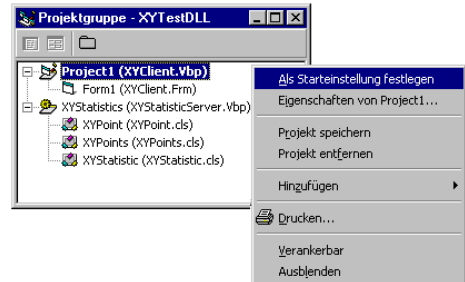 Projektgruppe - XYTestDLL
Project1 (XYClient.Vbp)
Form1 (XYClient.Frm)
XYStatistics (XYStatisticServer.Vbp)
XYPoint (XYPoint.cls)
XYPoints (XYPoints.cls)
XYStatistic (XYStatistic.cls)
Als Starteinstellung festlegen
Eigenschaften von Project1...
Projekt speichern
Projekt entfernen
Hinzufügen
Drucken...
Verankerbar
Ausblenden